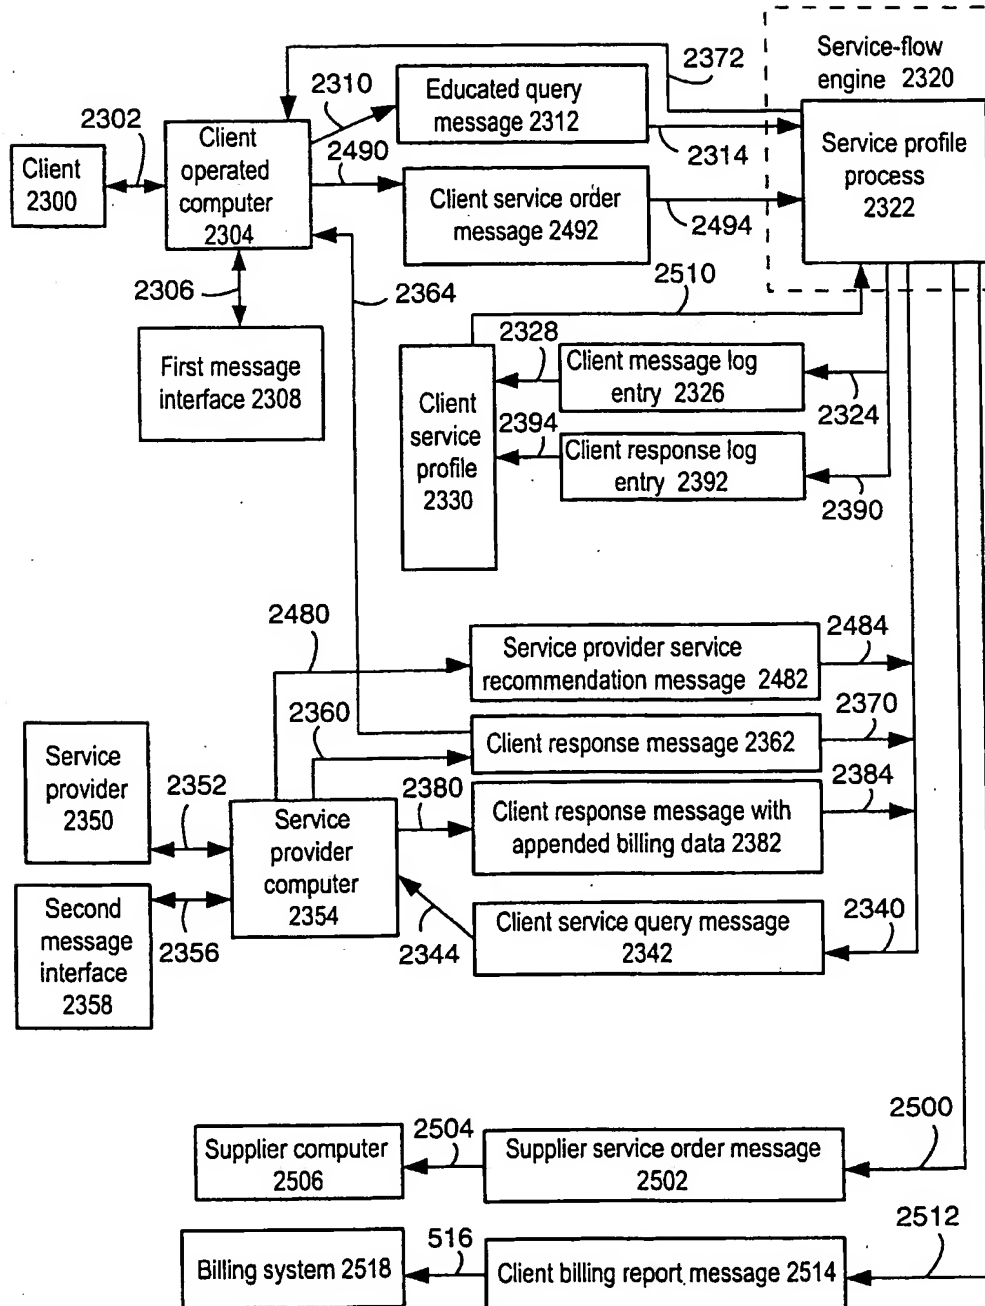 Service-flow
engine 2320
2372
2310
Educated query
message 2312
2302
2314
Client
2300
Client
operated
computer
2304
2490
Service profile
process
2322
Client service order
message 2492
2494
2306
2364
2510
First message
interface 2308
2328
Client message log
entry 2326
2324
Client
service
profile
2330
2394
Client response log
entry 2392
2390
2480
Service provider service
recommendation message 2482
2484
2360
Client response message 2362
2370
Service
provider
2350
2352
2380
Client response message with
appended billing data 2382
2384
Service
provider
computer
2354
Second
message
interface
2358
2356
2344
Client service query message
2342
2340
Supplier computer
2506
2504
Supplier service order message
2502
2500
Billing system 2518
516
Client billing report message 2514
2512